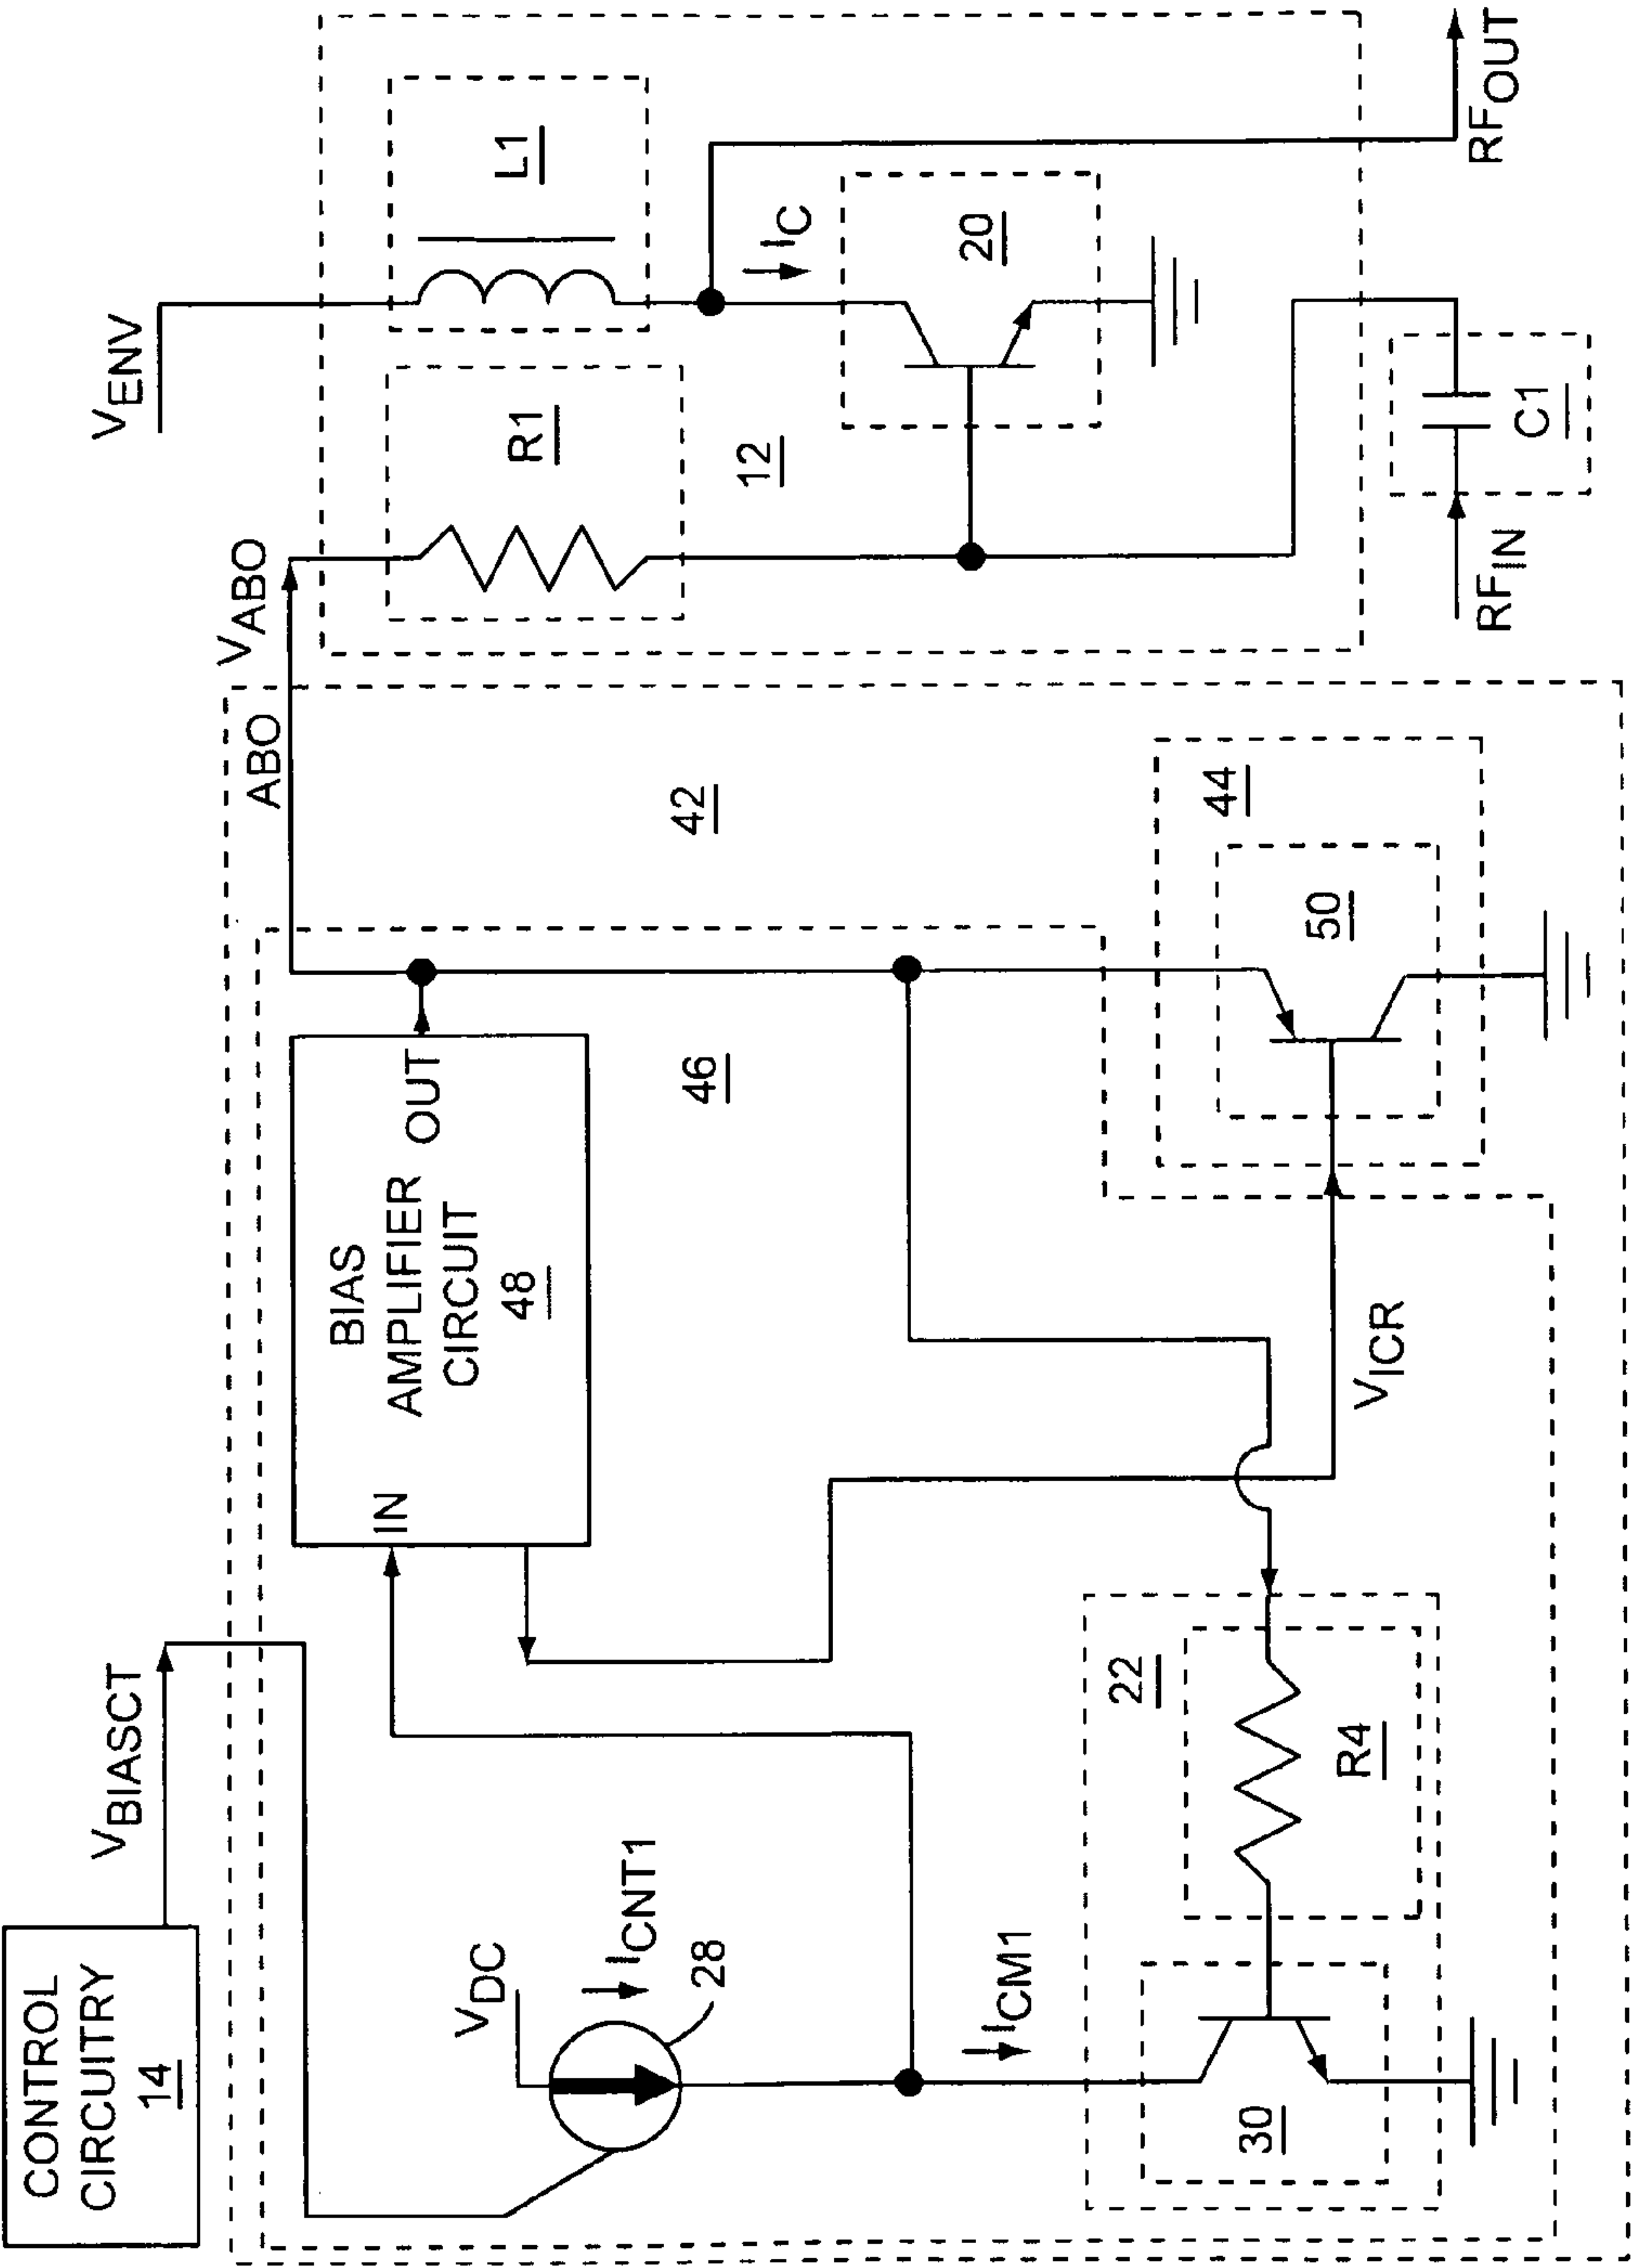 CONTROL
CIRCUITRY
14
VBIASCT
VDC
ICNT1
28
ICM1
30
22
R4
IN
BIAS
AMPLIFIER
CIRCUIT
48
OUT
46
VICR
ABO
42
44
50
VABO
VENV
R1
L1
12
IC
20
RFIN
C1
RFOUT